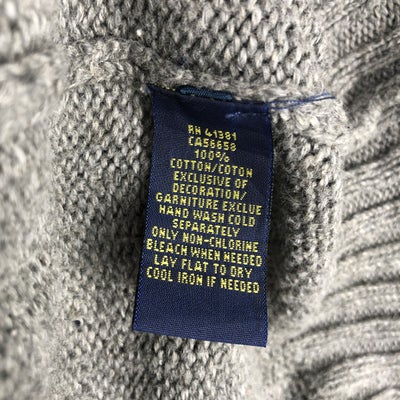 RN 41381
CA56658
100%
COTTON/COTON
EXCLUSIVE OF
DECORATION/
GARNITURE EXCLUE
HAND WASH COLD
SEPARATELY
ONLY NON-CHLORINE
BLEACH WHEN NEEDED
LAY FLAT TO DRY
COOL IRON IF NEEDED